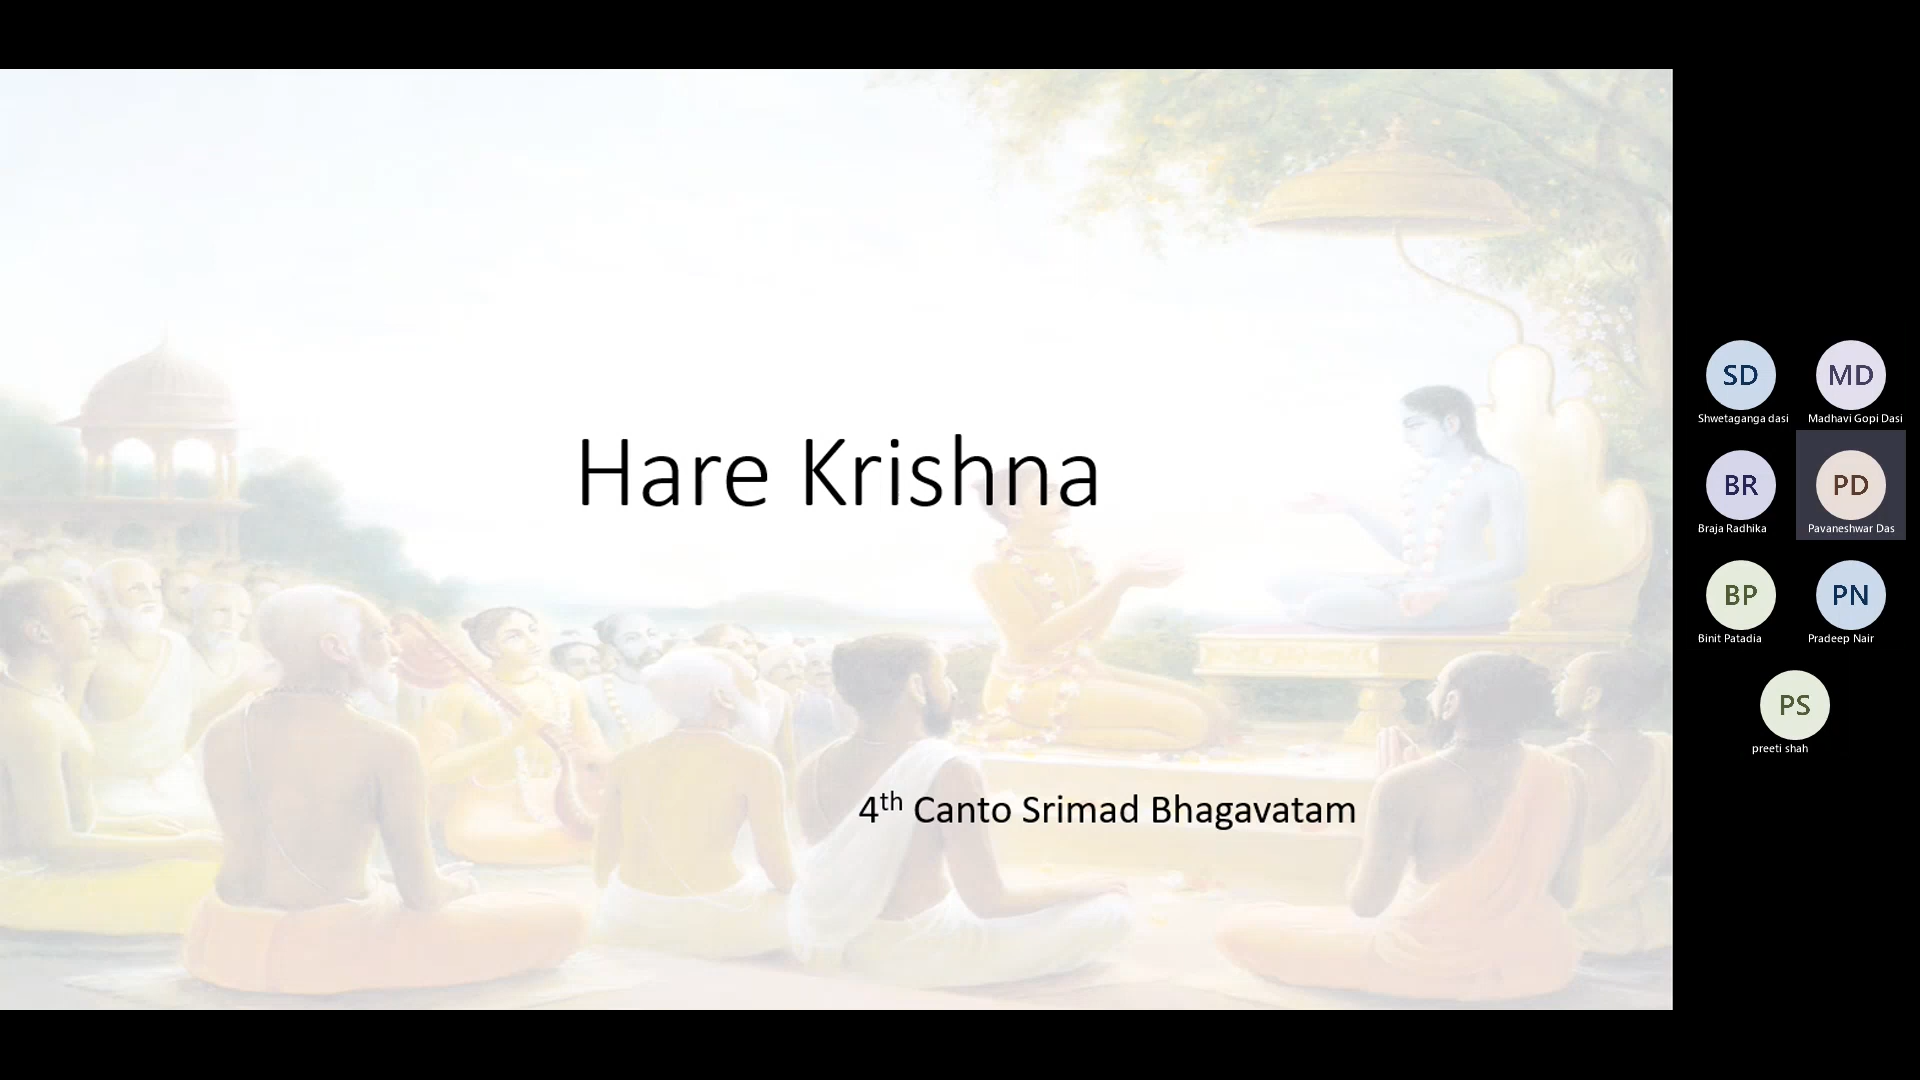 Hare Krishna
4th Canto Srimad Bhagavatam
SD
Shwetaganga dasi
MD
Madhavi Gopi Dasi
BR
Braja Radhika
PD
Pavaneshwar Das
BP
Binit Patadia
PN
Pradeep Nair
PS
preeti shah